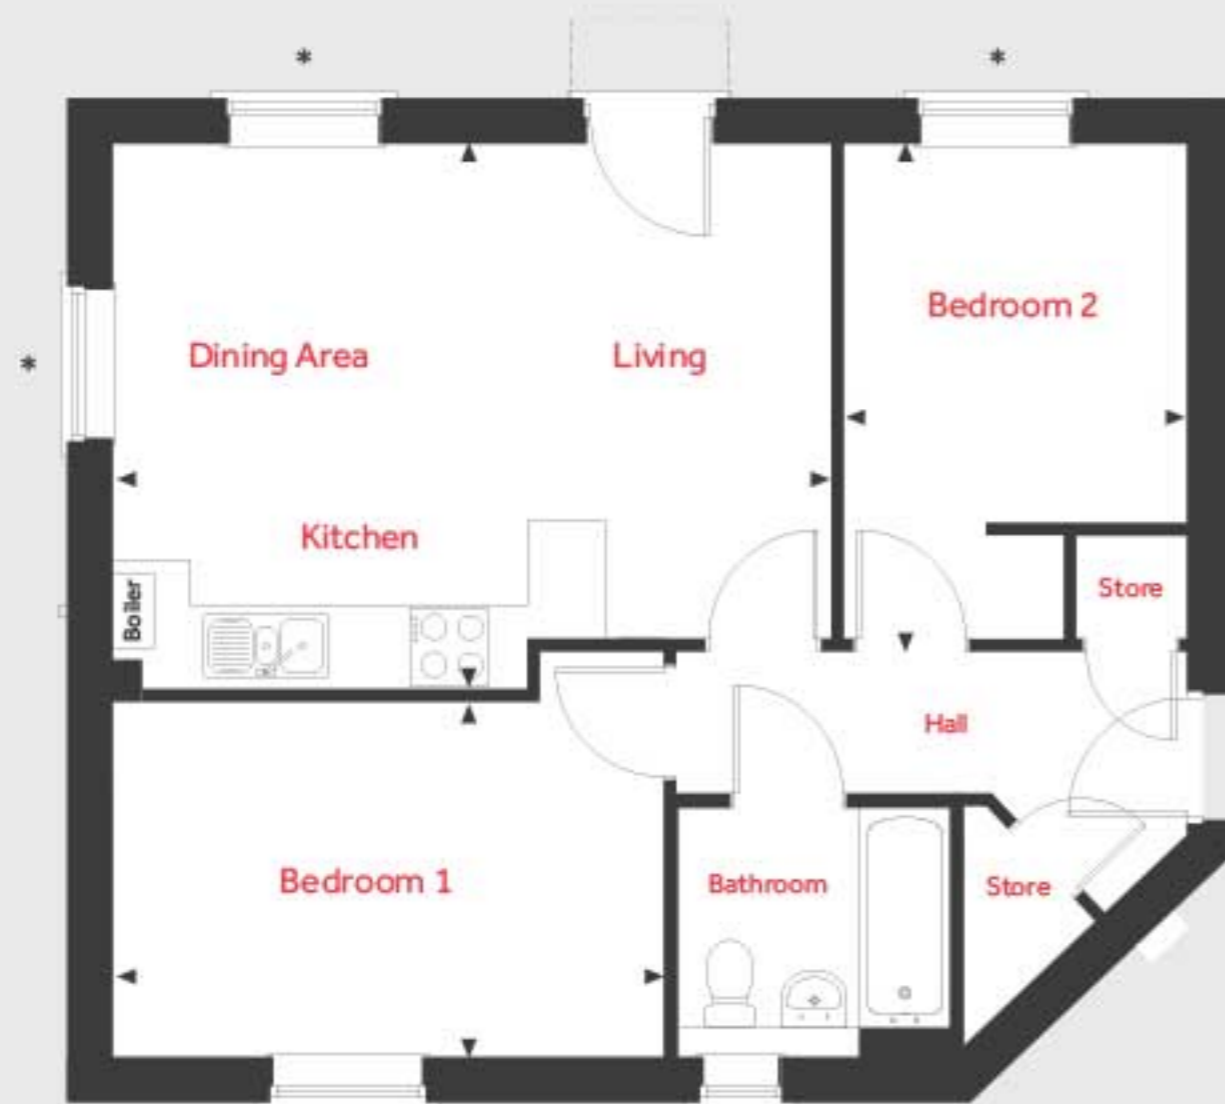 * *
Bedroom 2
Dining Area Living
*
Kitchen
Boiler
Store
Hall
Bedroom 1
Bathroom
Store